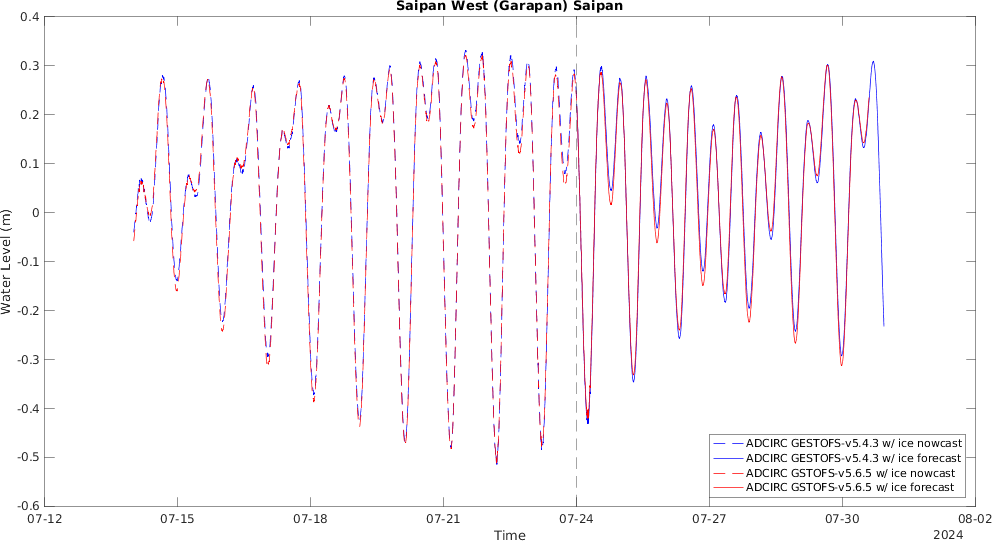 Saipan West (Garapan) Saipan
0.4
0.3
0.2
0.1
0
-0.1
-0.2
-0.3
-0.4
-0.5
-0.6
Water Level (m)
ADCIRC GESTOFS-v5.4.3 w/ ice nowcast
ADCIRC GESTOFS-v5.4.3 w/ ice forecast
ADCIRC GSTOFS-v5.6.5 w/ ice nowcast
ADCIRC GSTOFS-v5.6.5 w/ ice forecast
07-12 07-15 07-18 07-21 07-24 07-27 07-30 08-02
Time
2024